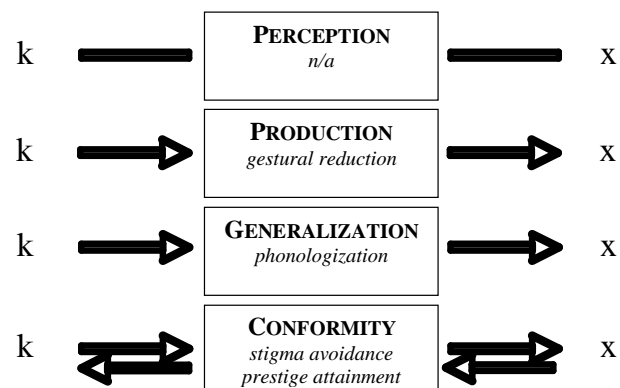 PERCEPTION
k n/a x
PRODUCTION
k gestural reduction x
GENERALIZATION
k phonologization x
CONFORMITY
k stigma avoidance x
prestige attainment